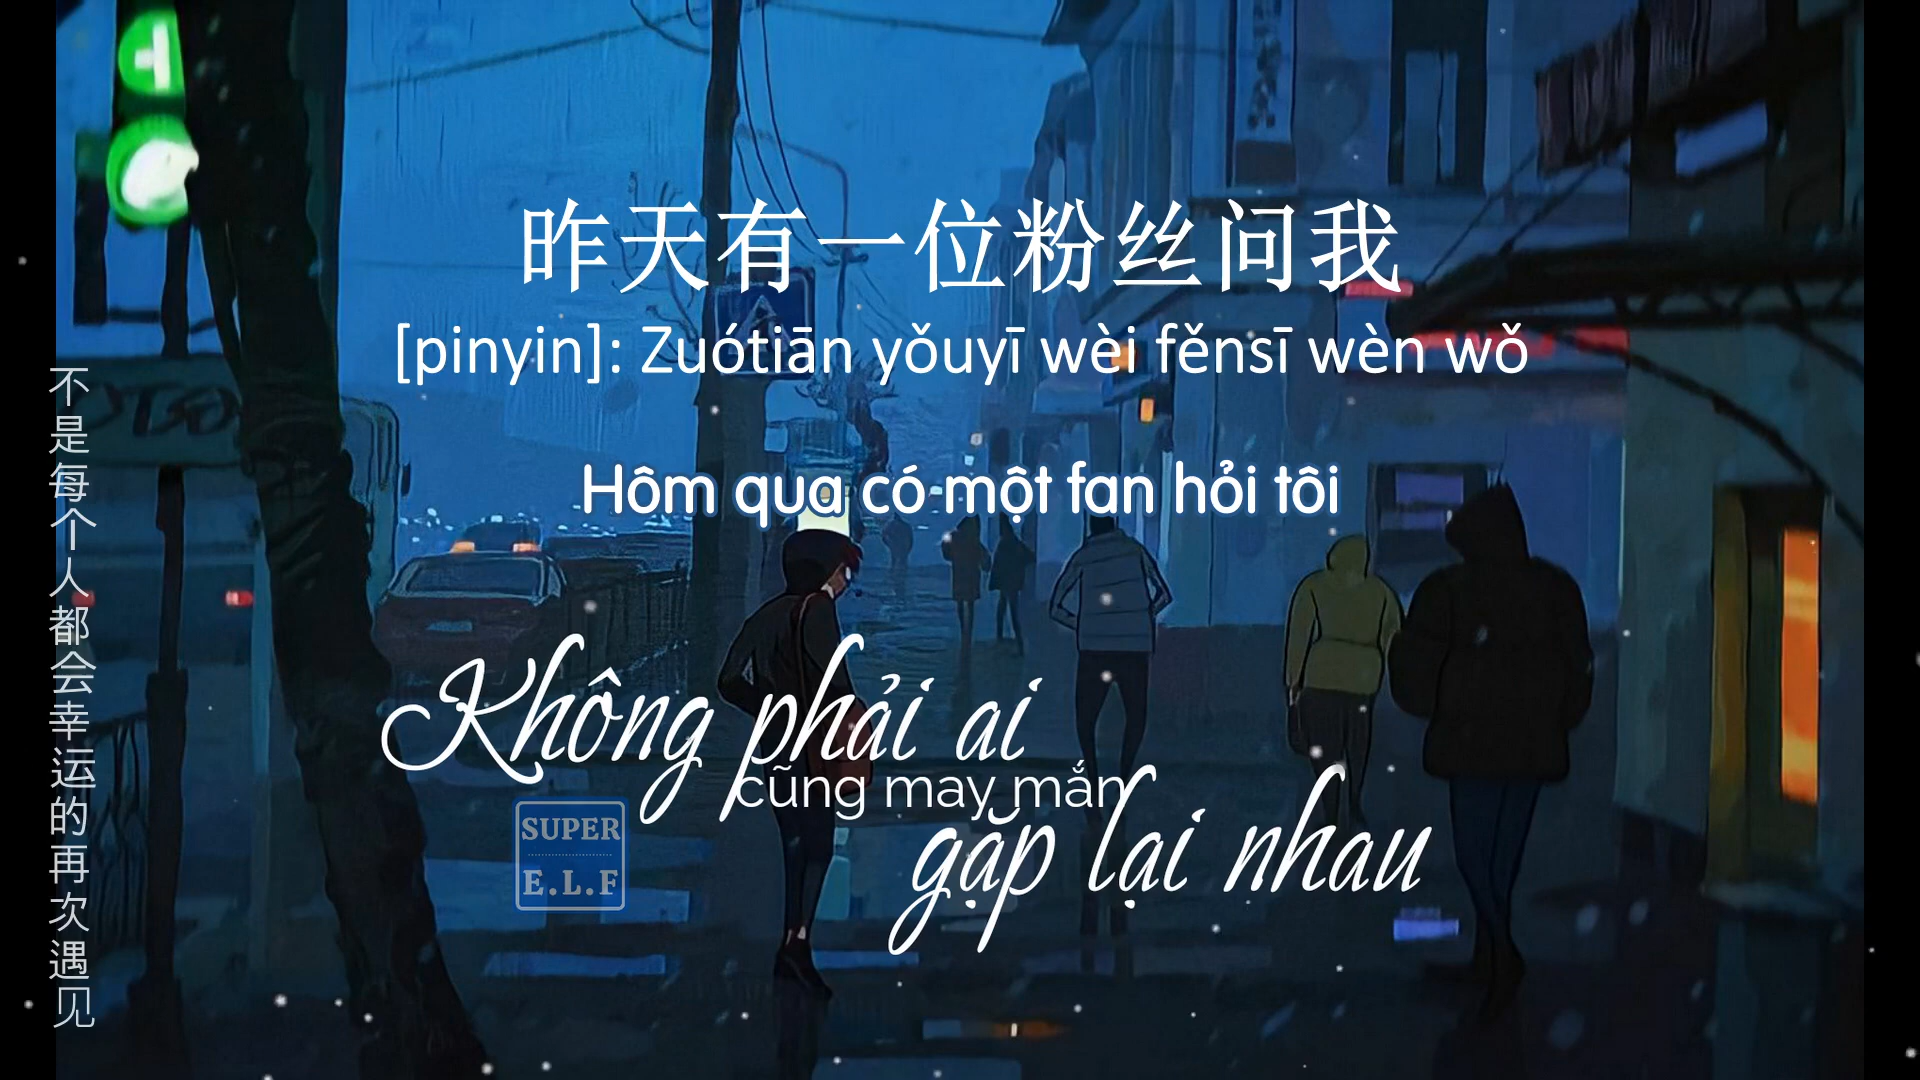 昨天有一位粉丝问我
[pinyin]: Zuótiān yǒuyī wèi fěnsī wèn wǒ
Hôm qua có một fan hỏi tôi
Không phải ai
cũng may mắn
gặp lại nhau
SUPER
E.L.F
不是每个人都会幸运的再次遇见